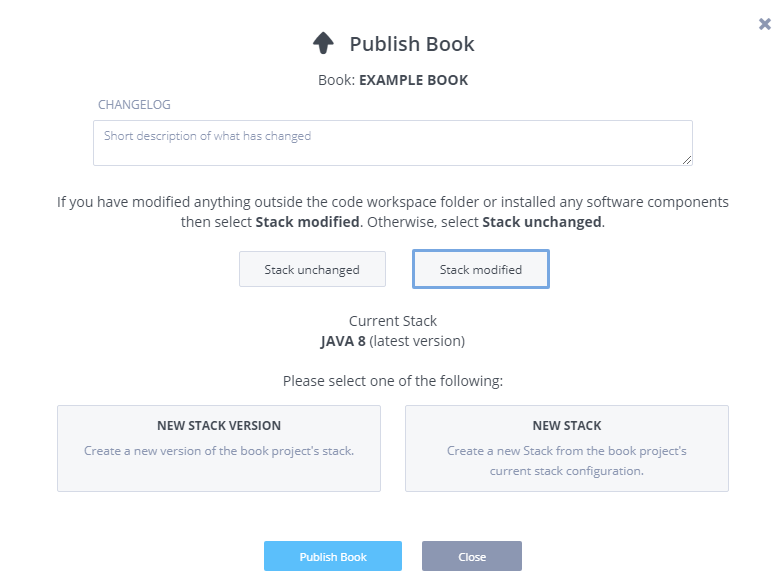 Publish Book
Book: EXAMPLE BOOK
CHANGELOG
Short description of what has changed
If you have modified anything outside the code workspace folder or installed any software components
then select Stack modified. Otherwise, select Stack unchanged.
Stack unchanged
Stack modified
Current Stack
JAVA 8 (latest version)
Please select one of the following:
NEW STACK VERSION
Create a new version of the book project's stack.
NEW STACK
Create a new Stack from the book project's
current stack configuration.
Publish Book
Close